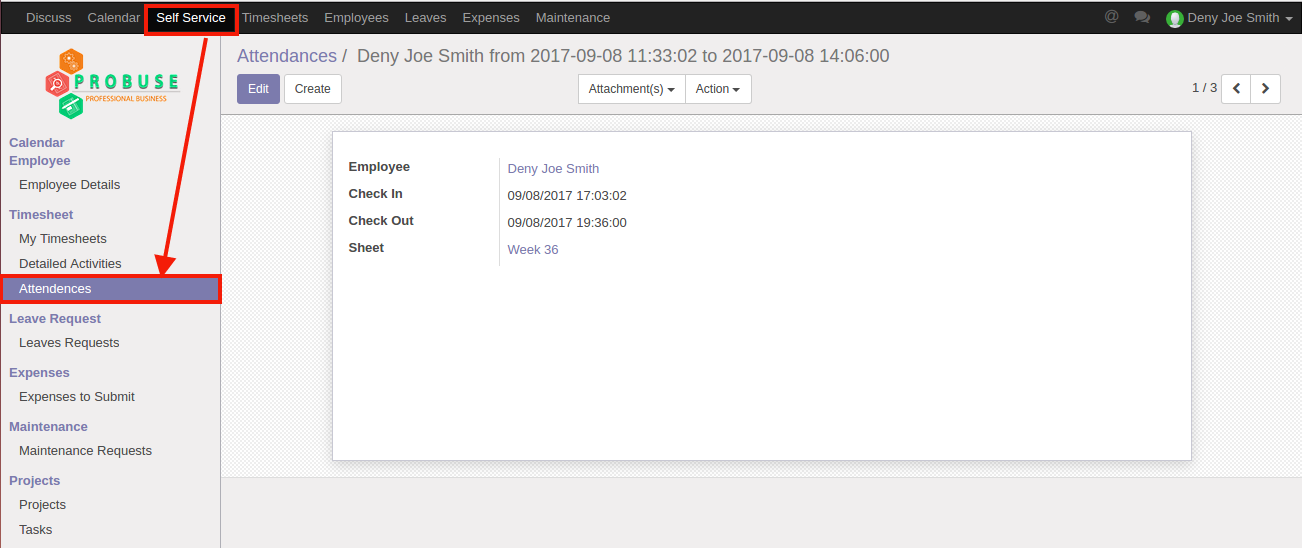 Discuss Calendar Self Service Timesheets Employees Leaves Expenses Maintenance @ Deny Joe Smith
PROBUSE
PROFESSIONAL BUSINESS
Calendar
Employee
Employee Details
Timesheet
My Timesheets
Detailed Activities
Attendences
Leave Request
Leaves Requests
Expenses
Expenses to Submit
Maintenance
Maintenance Requests
Projects
Projects
Tasks
Attendances / Deny Joe Smith from 2017-09-08 11:33:02 to 2017-09-08 14:06:00
Edit Create Attachment(s) Action 1 / 3
Employee Deny Joe Smith
Check In 09/08/2017 17:03:02
Check Out 09/08/2017 19:36:00
Sheet Week 36